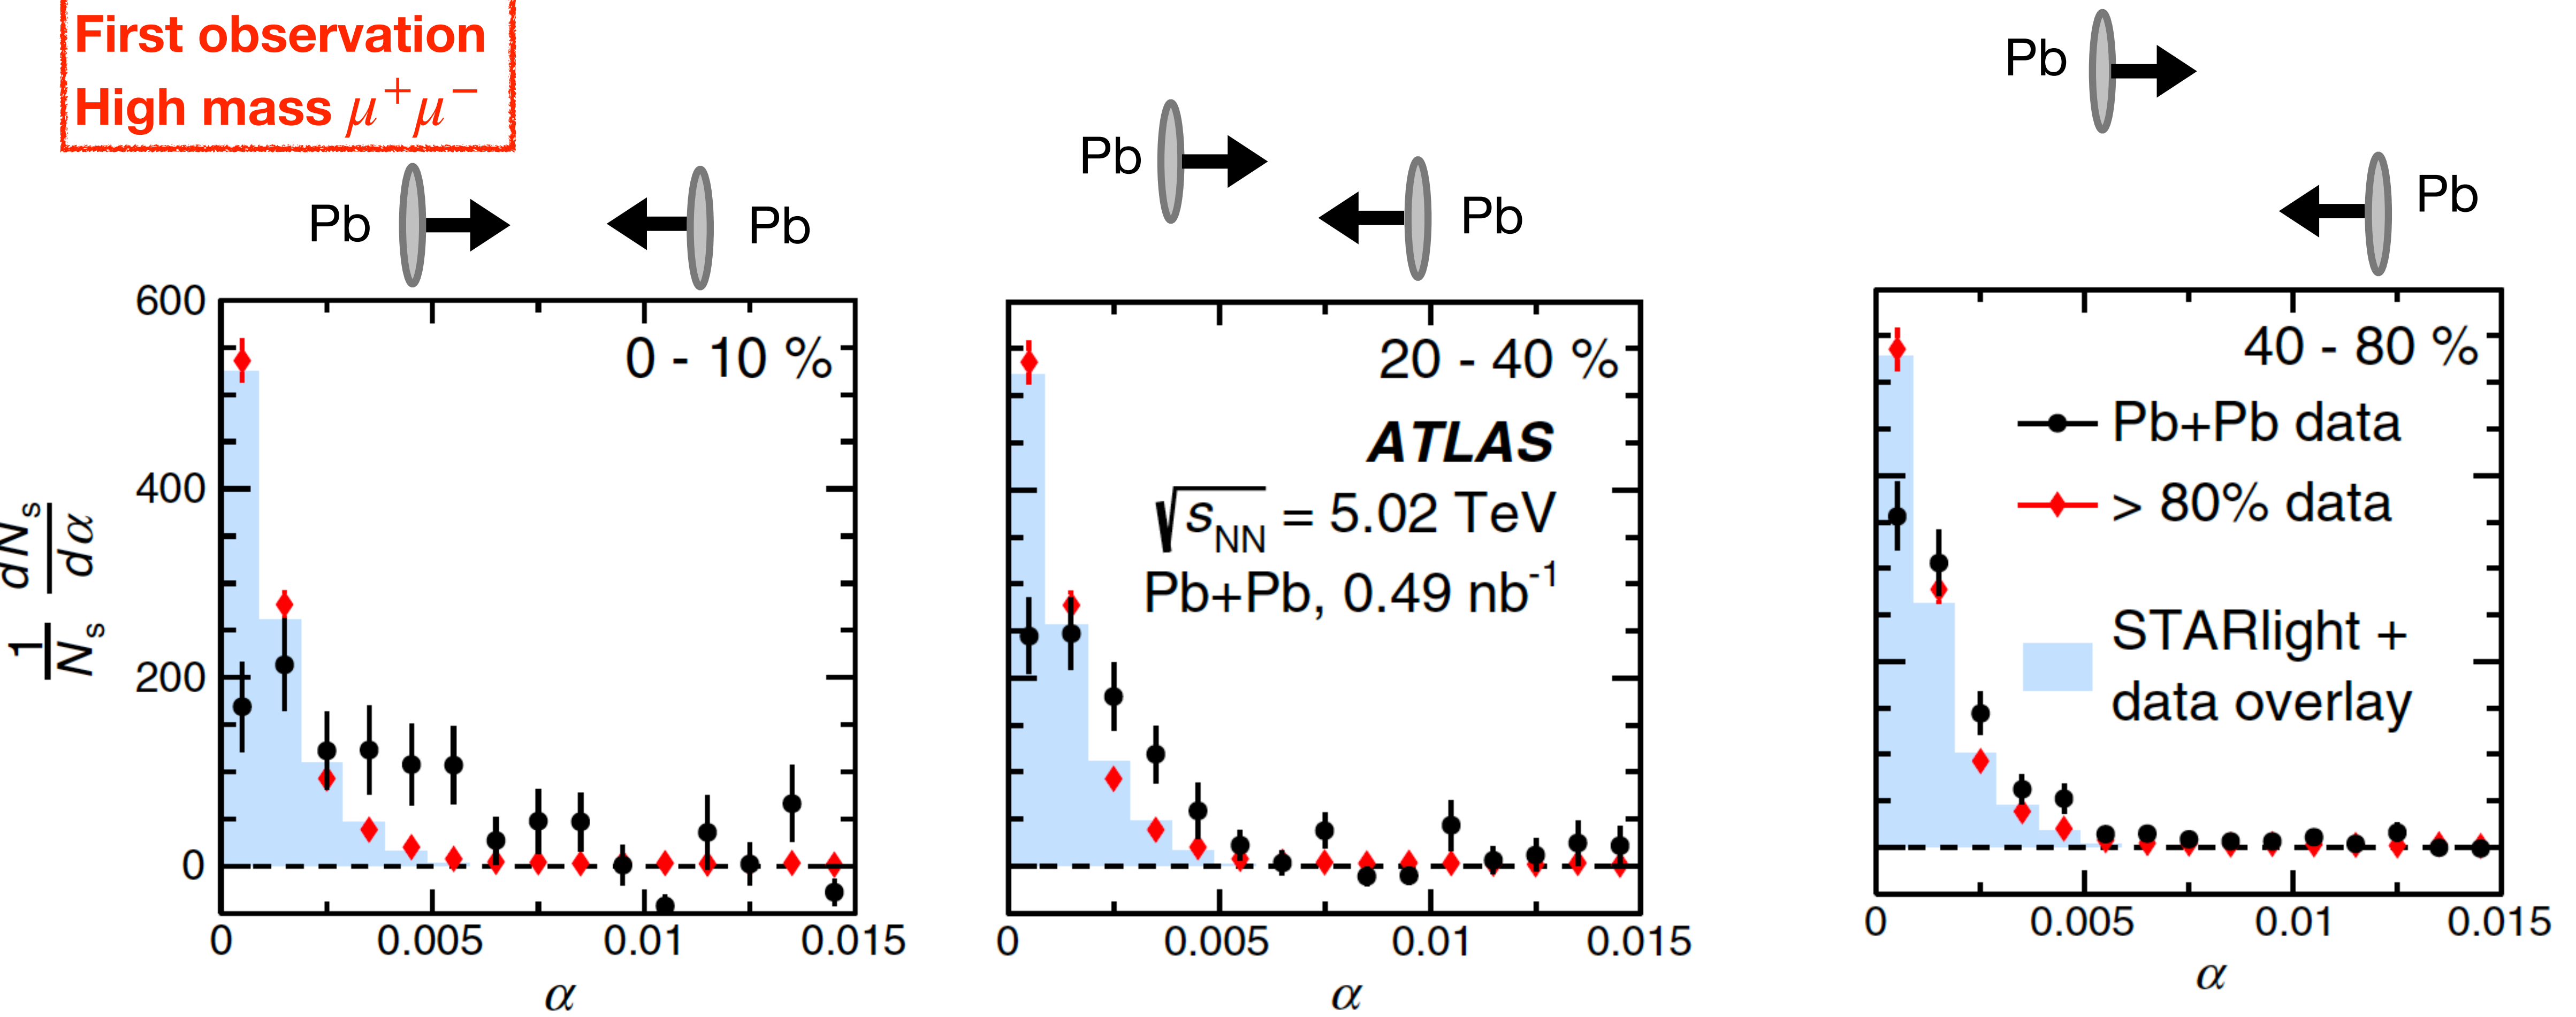 First observation
High mass μ⁺μ⁻
Pb
Pb
Pb
Pb
Pb
Pb
1/Nₛ dNₛ/dα
600
400
200
0
0 - 10 %
0 0.005 0.01 0.015
α
20 - 40 %
ATLAS
√sNN = 5.02 TeV
Pb+Pb, 0.49 nb⁻¹
0 0.005 0.01 0.015
α
40 - 80 %
Pb+Pb data
> 80% data
STARlight +
data overlay
0 0.005 0.01 0.015
α